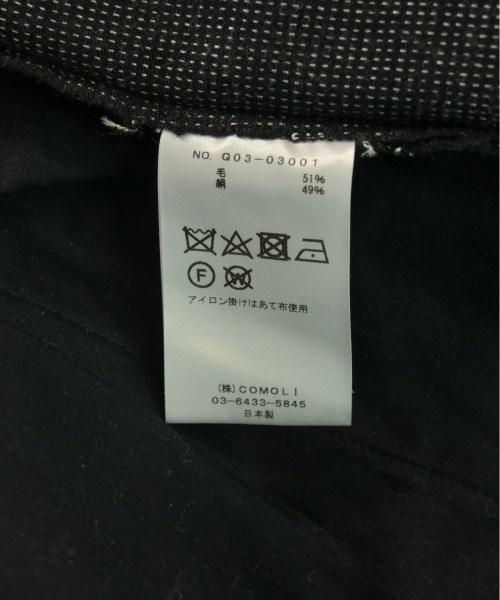 NO. Q03-03001
毛 51%
絹 49%
F W
アイロン掛けはあて布使用
(株) COMOLI
03-6433-5845
日本製